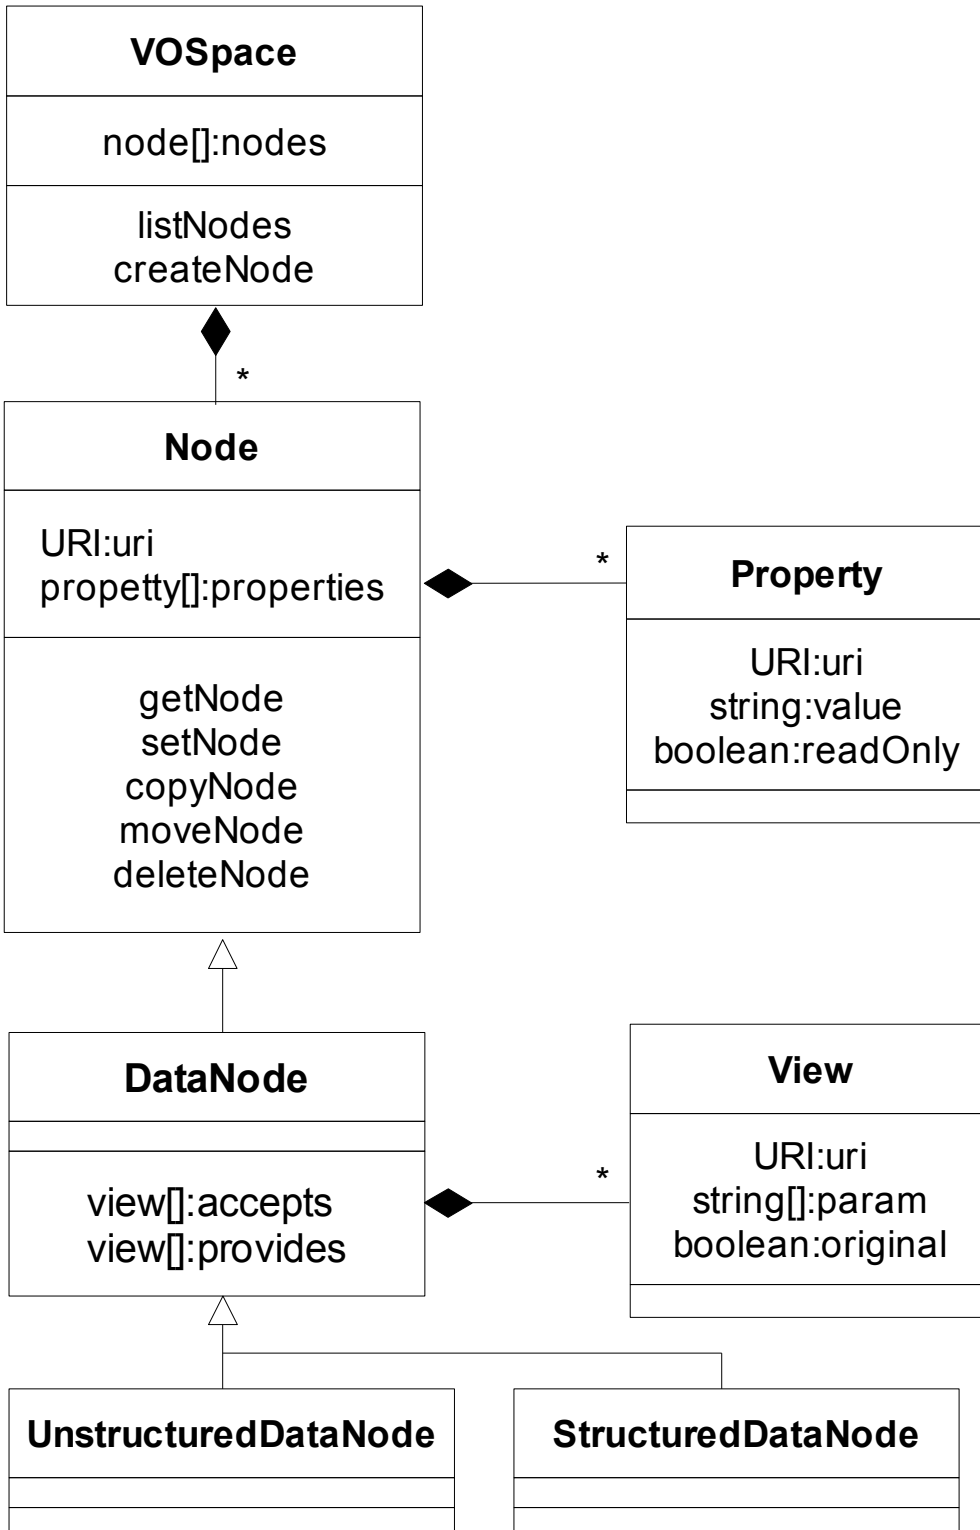 VOSpace
node[]:nodes
listNodes
createNode
*
Node
URI:uri
propetty[]:properties
getNode
setNode
copyNode
moveNode
deleteNode
*
Property
URI:uri
string:value
boolean:readOnly
DataNode
view[]:accepts
view[]:provides
*
View
URI:uri
string[]:param
boolean:original
UnstructuredDataNode
StructuredDataNode